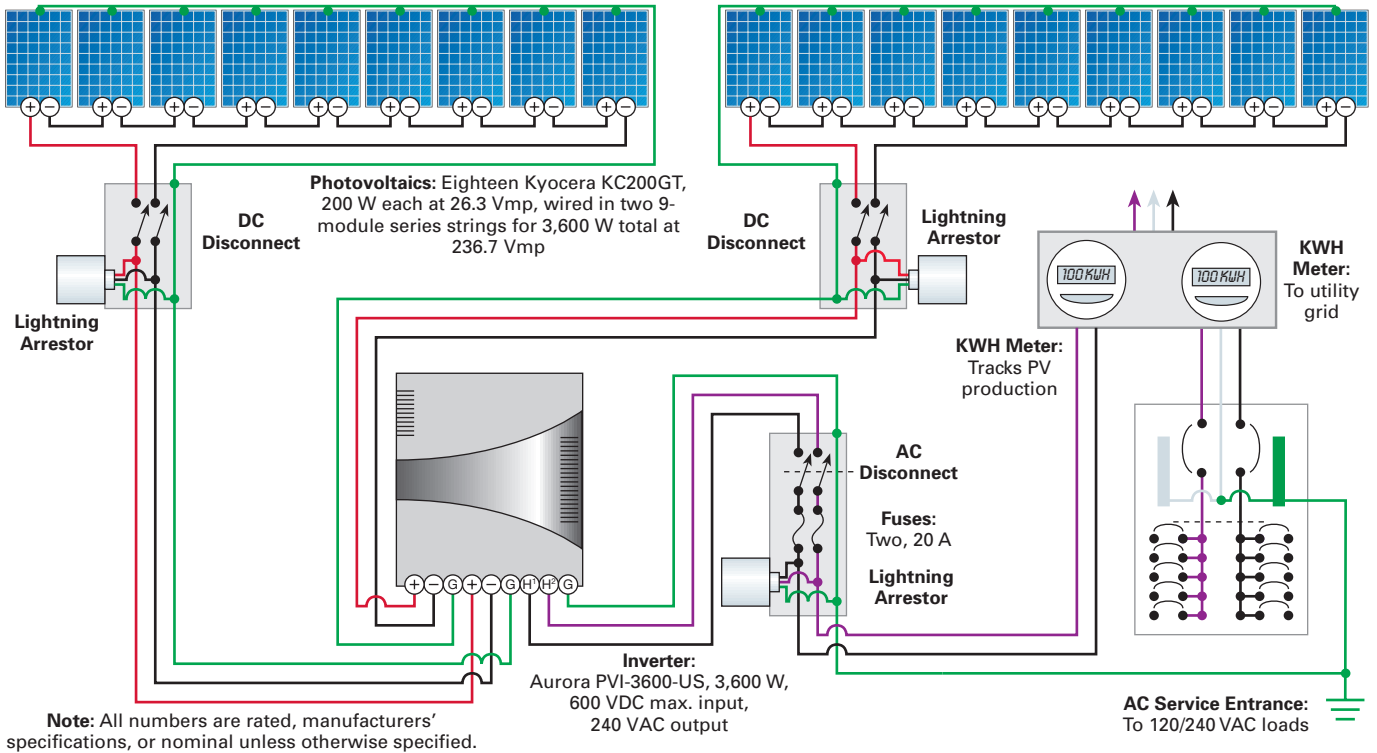 + − + − + − + − + − + − + − + − + −
+ − + − + − + − + − + − + − + − + −
Photovoltaics: Eighteen Kyocera KC200GT,
200 W each at 26.3 Vmp, wired in two 9-
module series strings for 3,600 W total at
236.7 Vmp
DC
Disconnect
Lightning
Arrestor
DC
Disconnect
Lightning
Arrestor
100 KWH
100 KWH
KWH
Meter:
To utility
grid
KWH Meter:
Tracks PV
production
AC
Disconnect
Fuses:
Two, 20 A
Lightning
Arrestor
+ − G + − G H¹ H² G
Inverter:
Aurora PVI-3600-US, 3,600 W,
600 VDC max. input,
240 VAC output
AC Service Entrance:
To 120/240 VAC loads
Note: All numbers are rated, manufacturers’
specifications, or nominal unless otherwise specified.